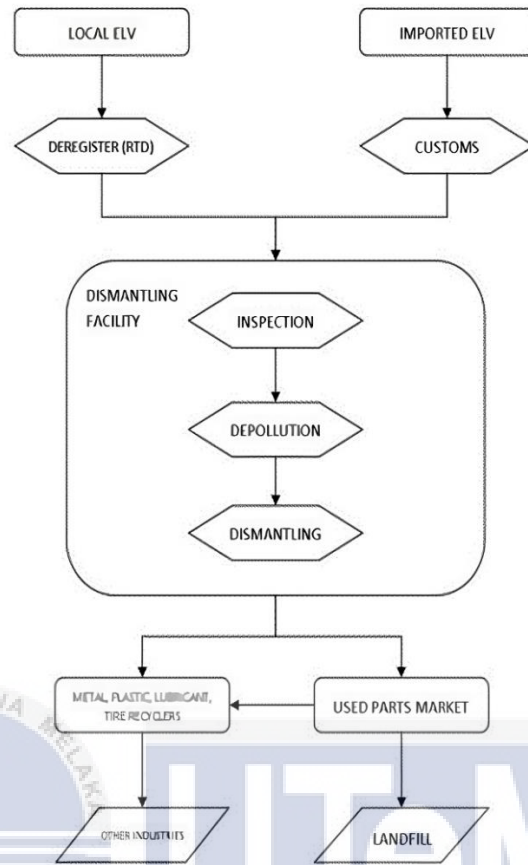 LOCAL ELV
IMPORTED ELV
DEREGISTER (RTD)
CUSTOMS
DISMANTLING
FACILITY
INSPECTION
DEPOLLUTION
DISMANTLING
METAL, PLASTIC, LUBRICANT,
TIRE RECYCLERS
USED PARTS MARKET
OTHER INDUSTRIES
LANDFILL